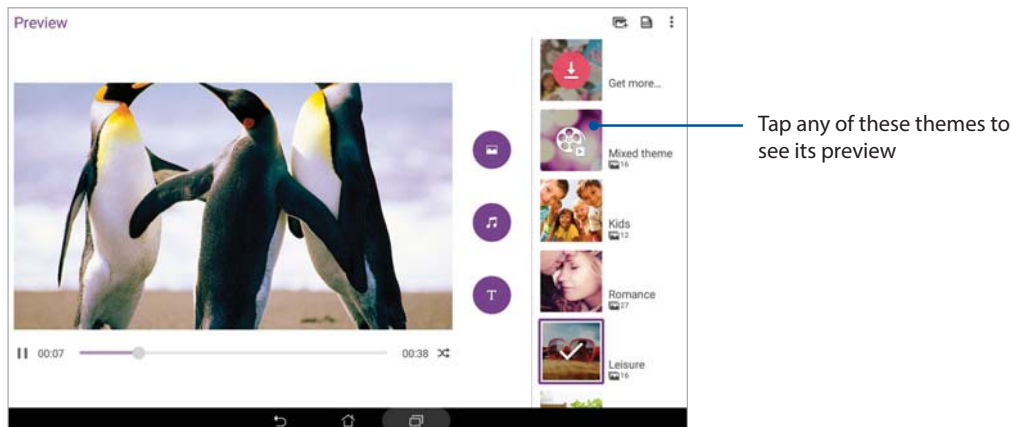 Preview
Get more...
Mixed theme
16
Kids
12
Romance
27
Leisure
16
T
00:07
00:38
Tap any of these themes to
see its preview